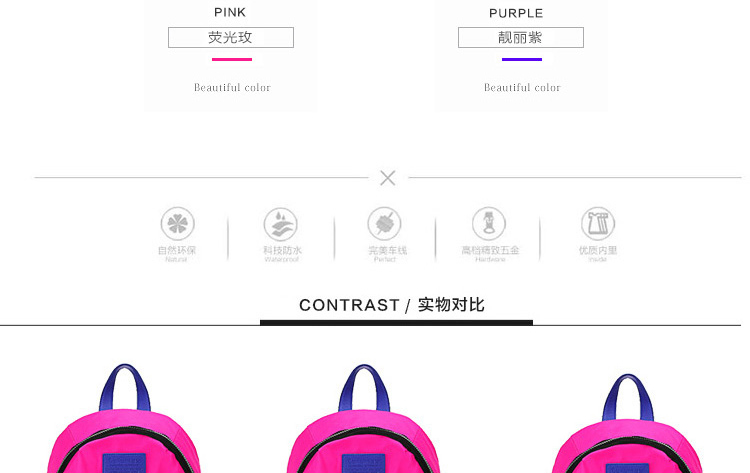 PINK
荧光玫
Beautiful color
PURPLE
靓丽紫
Beautiful color
自然环保
Natural
科技防水
Waterproof
完美车线
Perfect
高档精致五金
Hardware
优质内里
Inside
CONTRAST / 实物对比